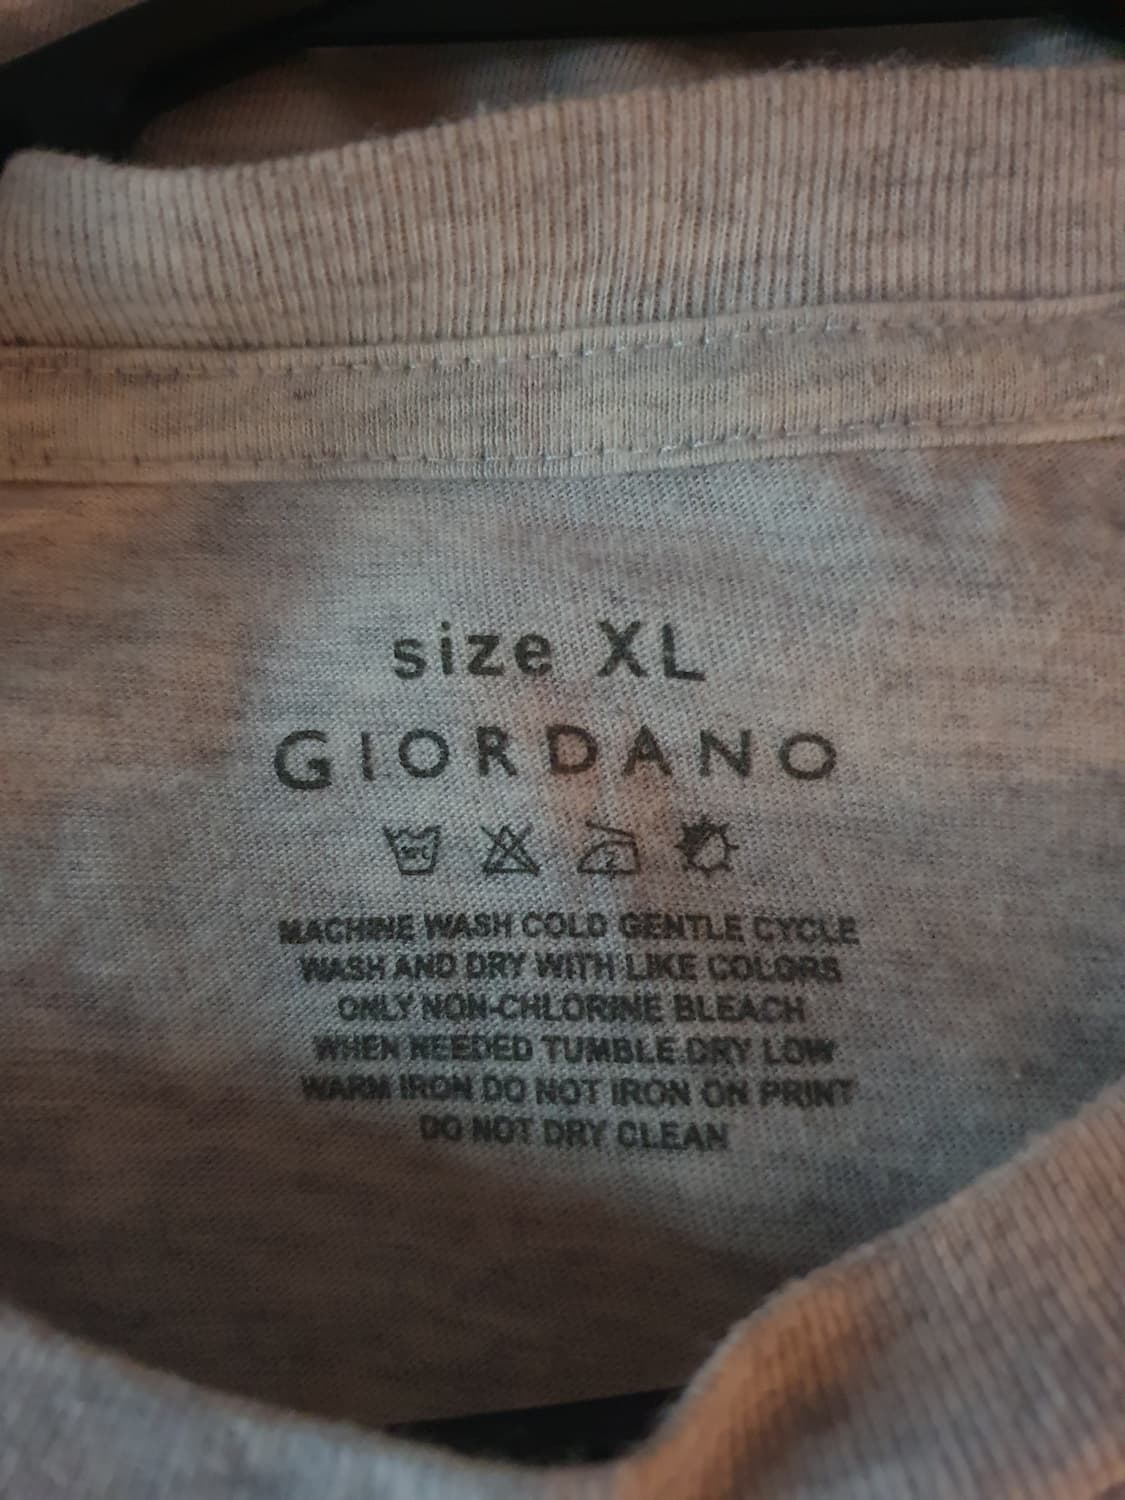 size XL
GIORDANO
MACHINE WASH COLD GENTLE CYCLE
WASH AND DRY WITH LIKE COLORS
ONLY NON-CHLORINE BLEACH
WHEN NEEDED TUMBLE DRY LOW
WARM IRON DO NOT IRON ON PRINT
DO NOT DRY CLEAN